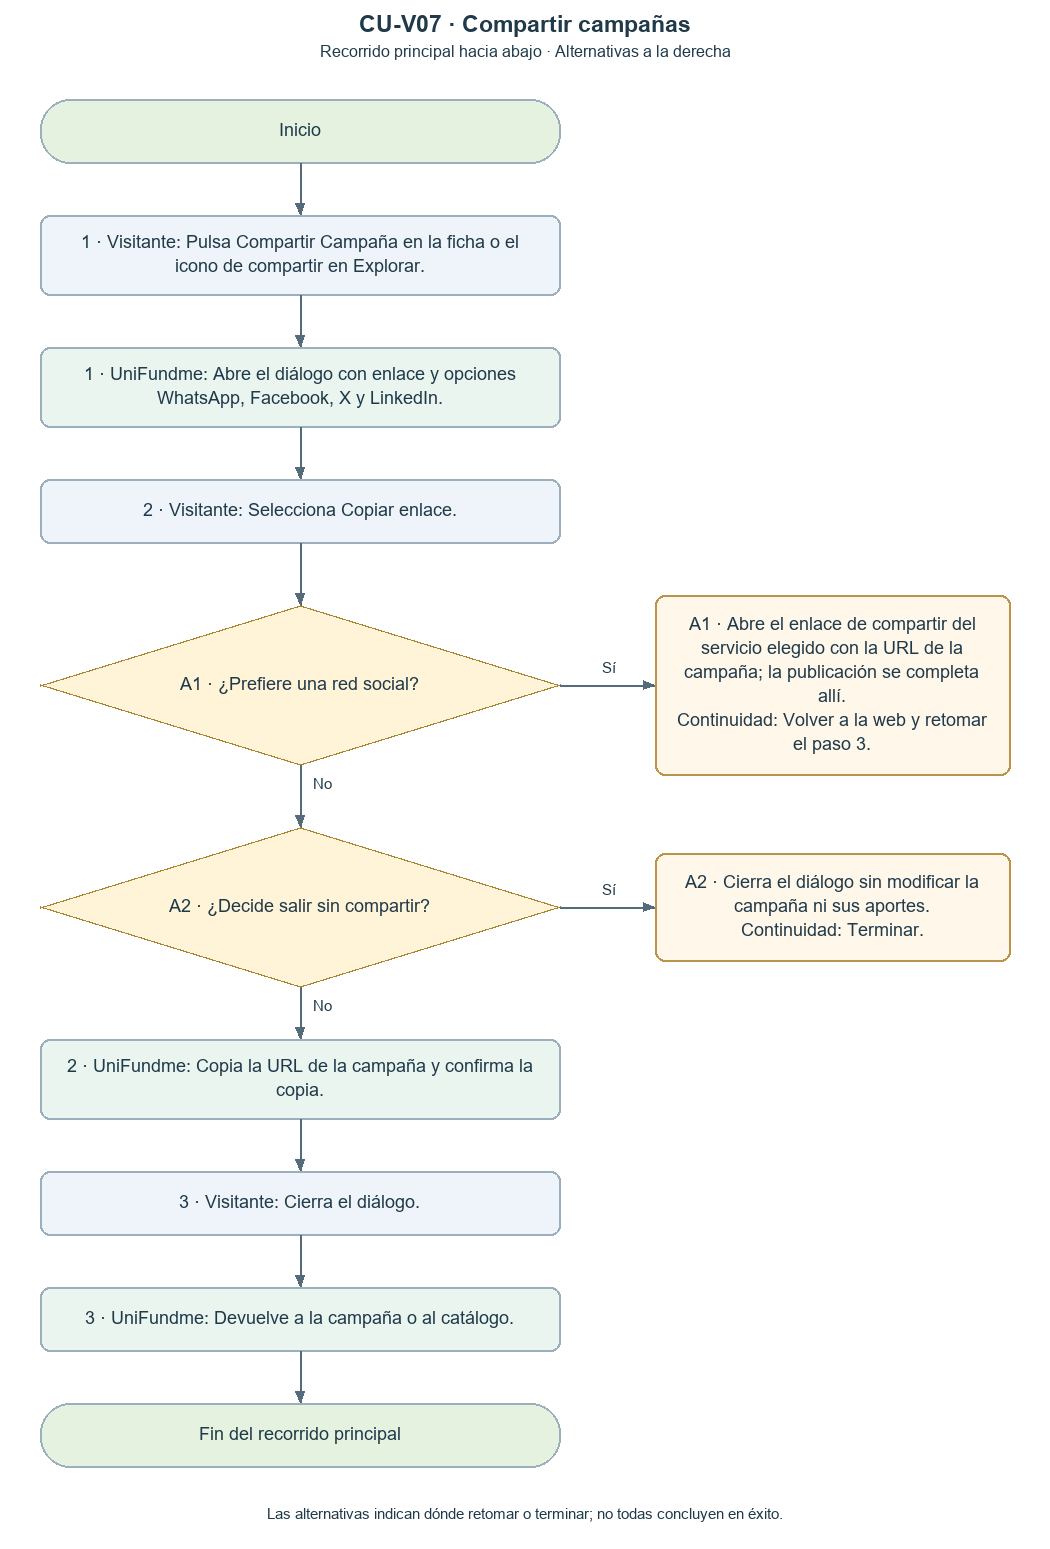 CU-V07 · Compartir campañas
Recorrido principal hacia abajo · Alternativas a la derecha
Inicio
1 · Visitante: Pulsa Compartir Campaña en la ficha o el
icono de compartir en Explorar.
1 · UniFundme: Abre el diálogo con enlace y opciones
WhatsApp, Facebook, X y LinkedIn.
2 · Visitante: Selecciona Copiar enlace.
A1 · ¿Prefiere una red social?
Sí
A1 · Abre el enlace de compartir del
servicio elegido con la URL de la
campaña; la publicación se completa
allí.
Continuidad: Volver a la web y retomar
el paso 3.
No
A2 · ¿Decide salir sin compartir?
Sí
A2 · Cierra el diálogo sin modificar la
campaña ni sus aportes.
Continuidad: Terminar.
No
2 · UniFundme: Copia la URL de la campaña y confirma la
copia.
3 · Visitante: Cierra el diálogo.
3 · UniFundme: Devuelve a la campaña o al catálogo.
Fin del recorrido principal
Las alternativas indican dónde retomar o terminar; no todas concluyen en éxito.